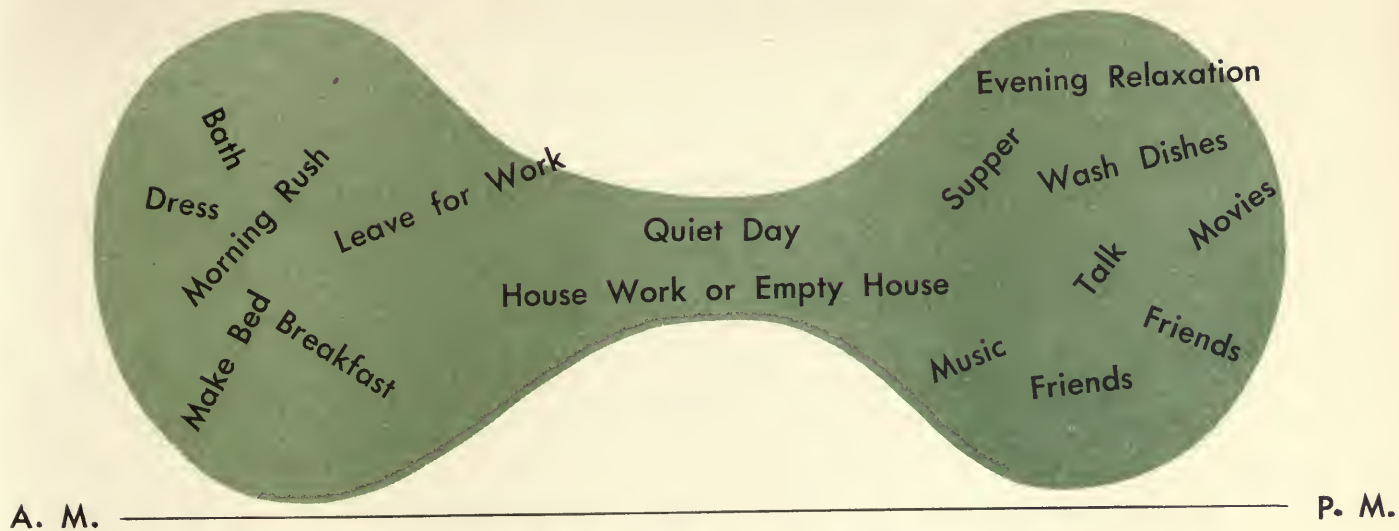 Bath
Dress
Morning Rush
Leave for Work
Make Bed
Breakfast
Quiet Day
House Work or Empty House
Evening Relaxation
Supper
Wash Dishes
Movies
Talk
Friends
Music
Friends
A. M.
P. M.